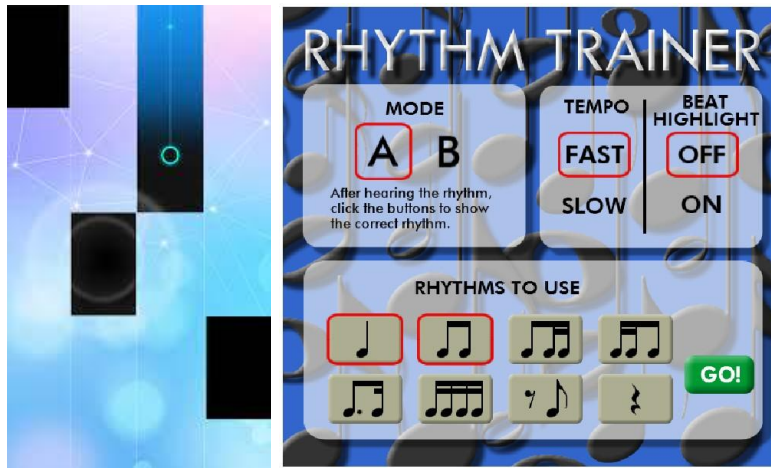 RHYTHM TRAINER
MODE
A B
After hearing the rhythm,
click the buttons to show
the correct rhythm.
TEMPO
FAST
SLOW
BEAT
HIGHLIGHT
OFF
ON
RHYTHMS TO USE
GO!